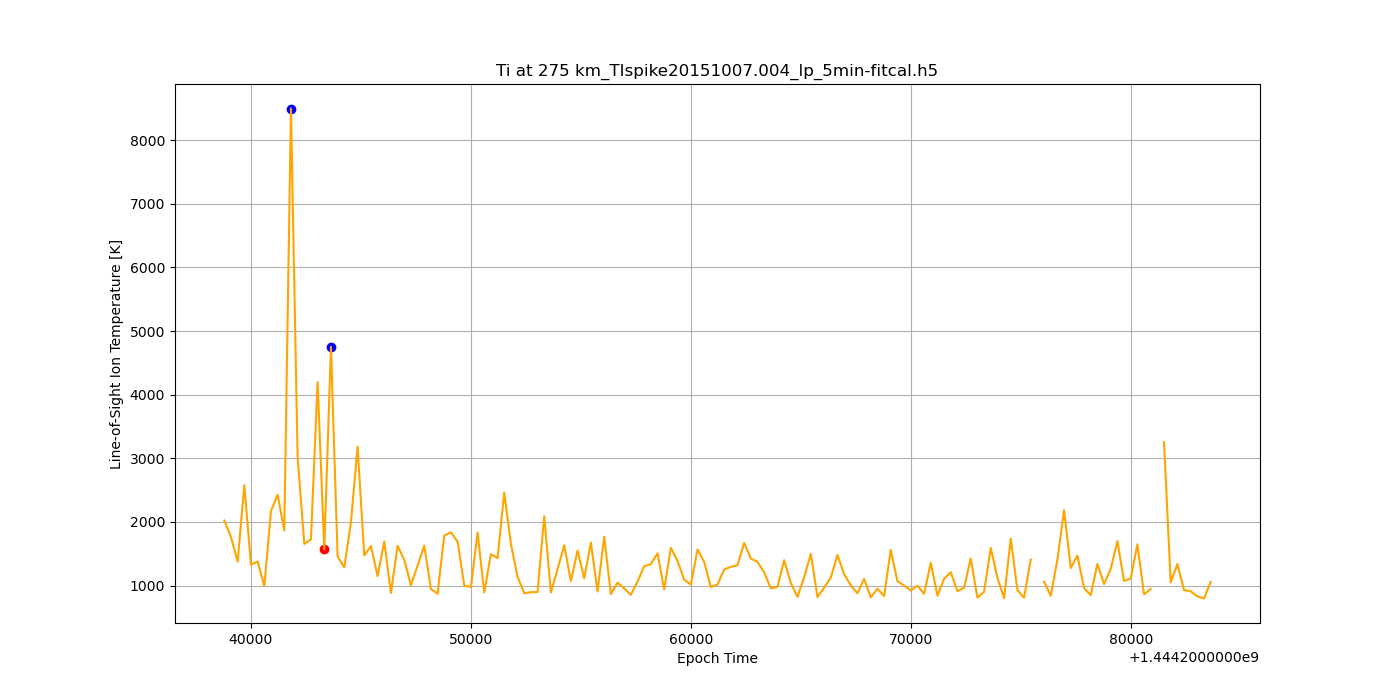 Ti at 275 km_TIspike20151007.004_lp_5min-fitcal.h5
Line-of-Sight Ion Temperature [K]
8000
7000
6000
5000
4000
3000
2000
1000
40000 50000 60000 70000 80000
Epoch Time
+1.4442000000e9